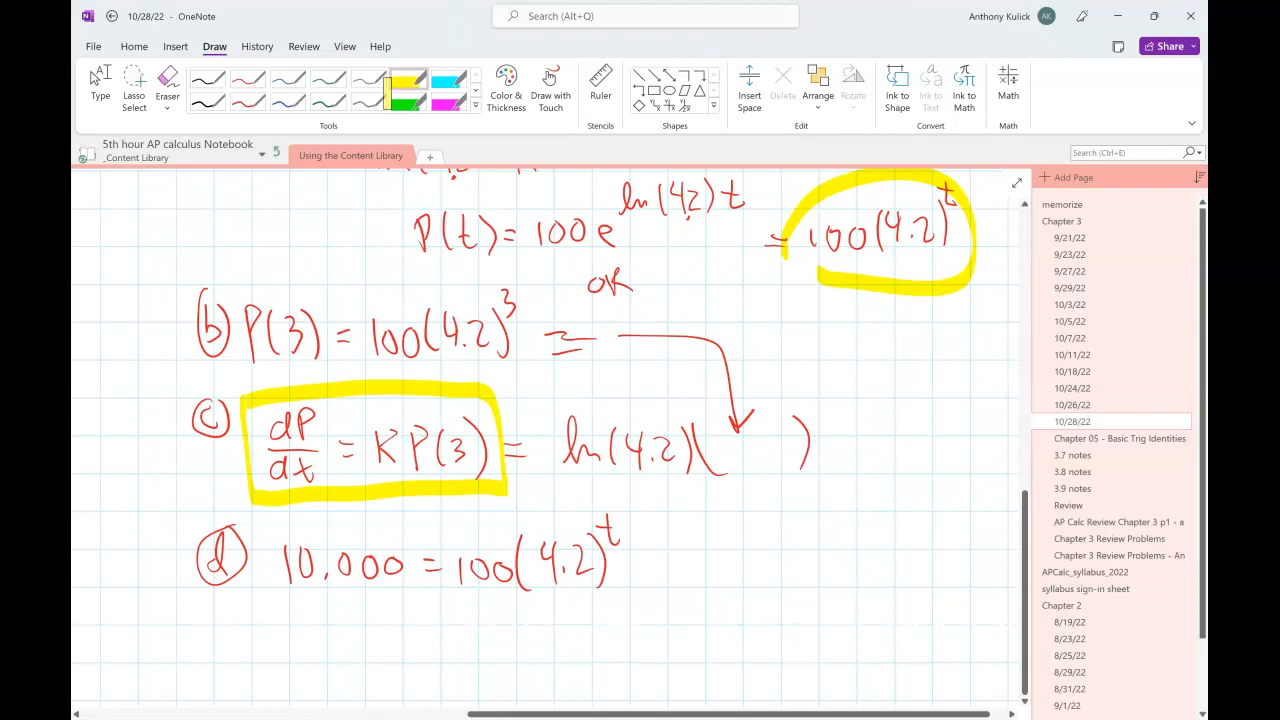 10/28/22 - OneNote
Search (Alt+Q)
Anthony Kulick
AK
File Home Insert Draw History Review View Help
Share
Type
Lasso Select
Eraser
Color & Thickness
Draw with Touch
Ruler
Insert Space
Delete
Arrange
Rotate
Ink to Shape
Ink to Text
Ink to Math
Math
Tools
Stencils
Shapes
Edit
Convert
Math
5th hour AP calculus Notebook
_Content Library
Using the Content Library
Search (Ctrl+E)
P(t) = 100e^{ln(4.2)t} = 100(4.2)^t
OR
(b) P(3) = 100(4.2)^3 =
(c) dP/dt = KP(3) = ln(4.2)( )
(d) 10,000 = 100(4.2)^t
Add Page
memorize
Chapter 3
9/21/22
9/23/22
9/27/22
9/29/22
10/3/22
10/5/22
10/7/22
10/11/22
10/18/22
10/24/22
10/26/22
10/28/22
Chapter 05 - Basic Trig Identities
3.7 notes
3.8 notes
3.9 notes
Review
AP Calc Review Chapter 3 p1 - a
Chapter 3 Review Problems
Chapter 3 Review Problems - An
APCalc_syllabus_2022
syllabus sign-in sheet
Chapter 2
8/19/22
8/23/22
8/25/22
8/29/22
8/31/22
9/1/22